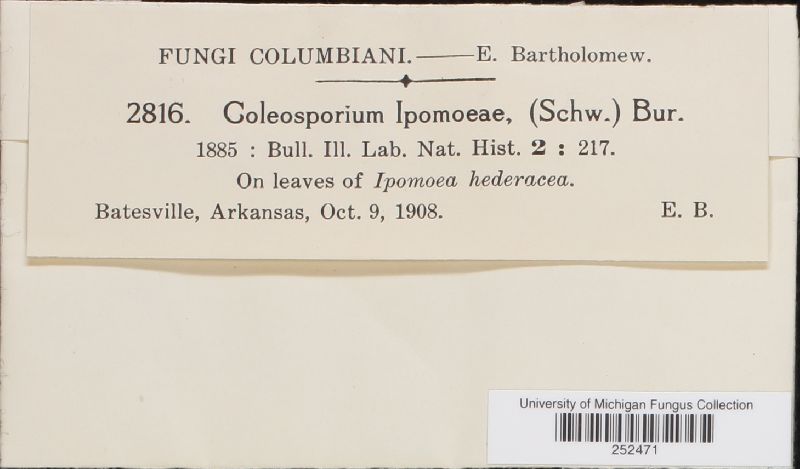 FUNGI COLUMBIANI.——E. Bartholomew.
2816. Coleosporium Ipomoeae, (Schw.) Bur.
1885 : Bull. Ill. Lab. Nat. Hist. 2 : 217.
On leaves of Ipomoea hederacea.
Batesville, Arkansas, Oct. 9, 1908. E. B.
University of Michigan Fungus Collection
252471